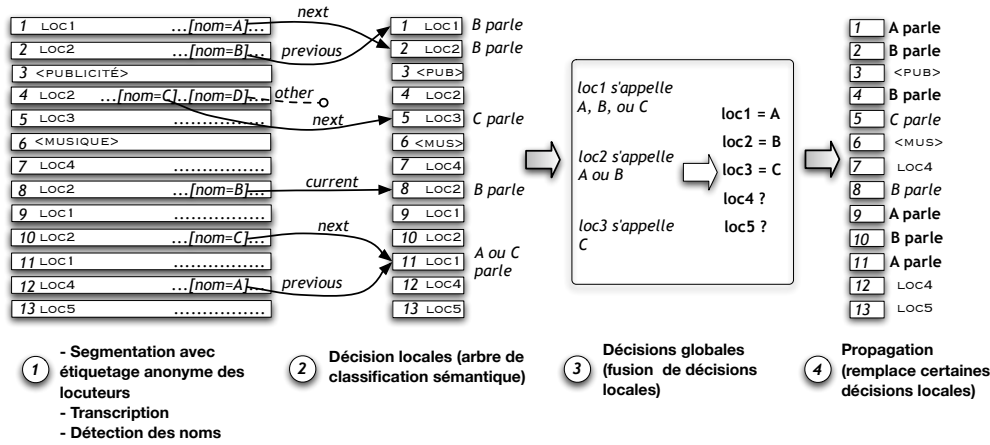 1 LOC1 ...[nom=A]...
2 LOC2 ...[nom=B]...
3 <PUBLICITÉ>
4 LOC2 ...[nom=C]..[nom=D]...
5 LOC3 ...............
6 <MUSIQUE>
7 LOC4 ...............
8 LOC2 ...[nom=B]...
9 LOC1 ...............
10 LOC2 ...[nom=C]...
11 LOC1 ...............
12 LOC4 ...[nom=A]...
13 LOC5 ...............
next
previous
other
next
current
next
previous
1 LOC1 B parle
2 LOC2 B parle
3 <PUB>
4 LOC2
5 LOC3 C parle
6 <MUS>
7 LOC4
8 LOC2 B parle
9 LOC1
10 LOC2
11 LOC1 A ou C
parle
12 LOC4
13 LOC5
loc1 s'appelle
A, B, ou C
loc2 s'appelle
A ou B
loc3 s'appelle
C
loc1 = A
loc2 = B
loc3 = C
loc4 ?
loc5 ?
1 A parle
2 B parle
3 <PUB>
4 B parle
5 C parle
6 <MUS>
7 LOC4
8 B parle
9 A parle
10 B parle
11 A parle
12 LOC4
13 LOC5
1
- Segmentation avec
étiquetage anonyme des
locuteurs
- Transcription
- Détection des noms
2
Décision locales (arbre de
classification sémantique)
3
Décisions globales
(fusion de décisions
locales)
4
Propagation
(remplace certaines
décisions locales)